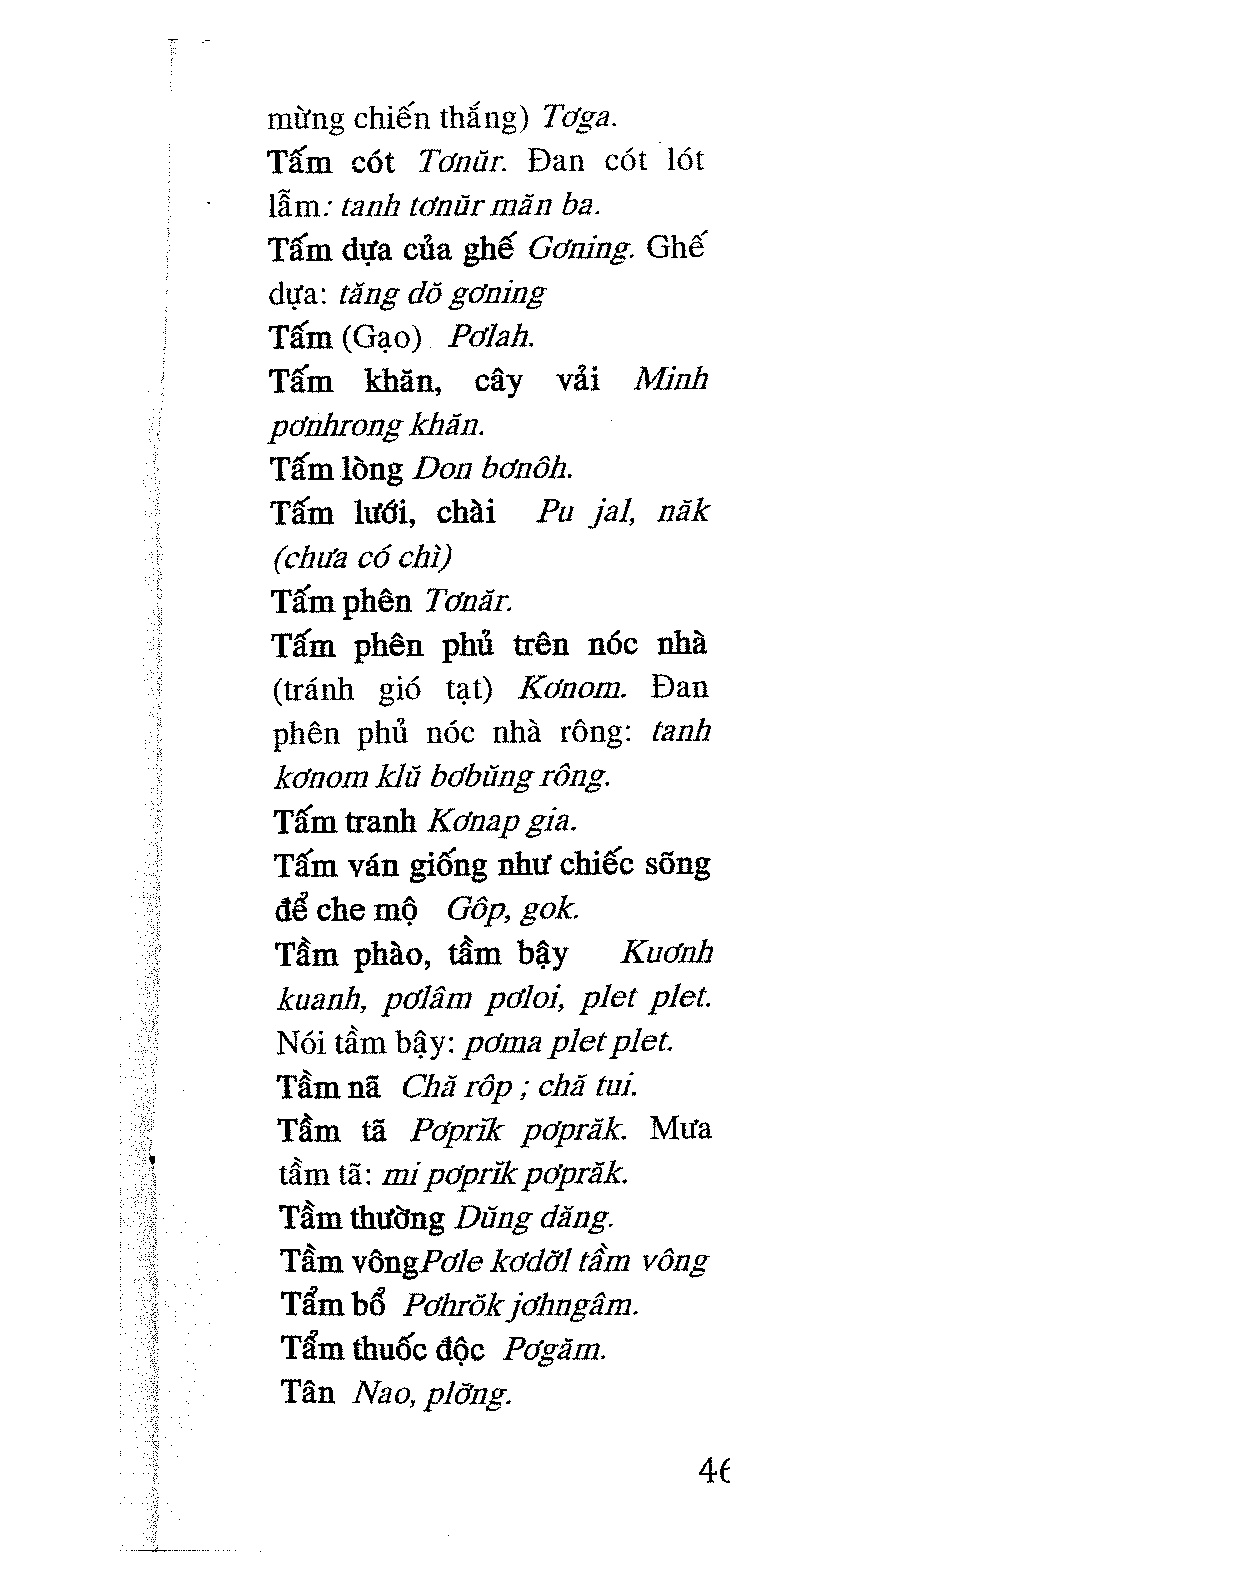 mừng chiến thắng) Tơga.
Tấm cót Tơnŭr. Đan cót lót
lẫm: tanh tơnŭr măn ba.
Tấm dựa của ghế Gơning. Ghế
dựa: tăng dŏ gơning
Tấm (Gạo) Pơlah.
Tấm khăn, cây vải Minh
pơnhrong khăn.
Tấm lòng Don bơnôh.
Tấm lưới, chài Pu jal, năk
(chưa có chì)
Tấm phên Tơnăr.
Tấm phên phủ trên nóc nhà
(tránh gió tạt) Kơnom. Đan
phên phủ nóc nhà rông: tanh
kơnom klŭ bơbŭng rông.
Tấm tranh Kơnap gia.
Tấm ván giống như chiếc sõng
để che mộ Gôp, gok.
Tầm phào, tầm bậy Kuơnh
kuanh, pơlâm pơloi, plet plet.
Nói tầm bậy: pơma plet plet.
Tầm nã Chă rôp ; chă tui.
Tầm tã Pơprĭk pơprăk. Mưa
tầm tã: mi pơprĭk pơprăk.
Tầm thường Dŭng dăng.
Tầm vôngPơle kơdơ̆l tầm vông
Tẩm bổ Pơhrŏk jơhngâm.
Tẩm thuốc độc Pơgăm.
Tân Nao, plơ̆ng.